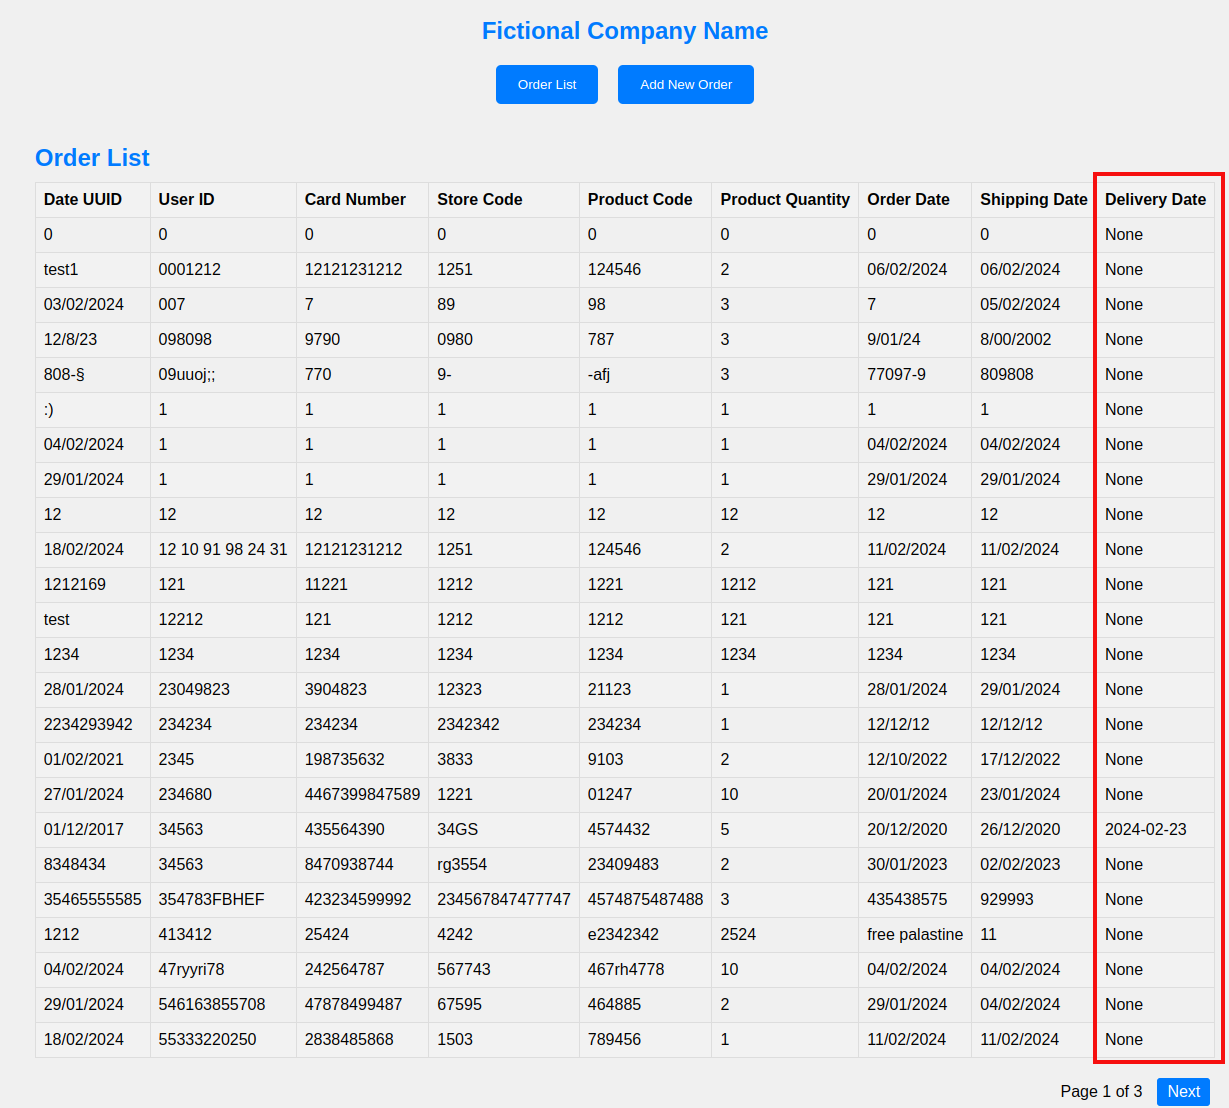 Fictional Company Name
Order List Add New Order
Order List
Date UUID User ID Card Number Store Code Product Code Product Quantity Order Date Shipping Date Delivery Date
0 0 0 0 0 0 0 0 None
test1 0001212 12121231212 1251 124546 2 06/02/2024 06/02/2024 None
03/02/2024 007 7 89 98 3 7 05/02/2024 None
12/8/23 098098 9790 0980 787 3 9/01/24 8/00/2002 None
808-§ 09uuoj;; 770 9- -afj 3 77097-9 809808 None
:) 1 1 1 1 1 1 1 None
04/02/2024 1 1 1 1 1 04/02/2024 04/02/2024 None
29/01/2024 1 1 1 1 1 29/01/2024 29/01/2024 None
12 12 12 12 12 12 12 12 None
18/02/2024 12 10 91 98 24 31 12121231212 1251 124546 2 11/02/2024 11/02/2024 None
1212169 121 11221 1212 1221 1212 121 121 None
test 12212 121 1212 1212 121 121 121 None
1234 1234 1234 1234 1234 1234 1234 1234 None
28/01/2024 23049823 3904823 12323 21123 1 28/01/2024 29/01/2024 None
2234293942 234234 234234 2342342 234234 1 12/12/12 12/12/12 None
01/02/2021 2345 198735632 3833 9103 2 12/10/2022 17/12/2022 None
27/01/2024 234680 4467399847589 1221 01247 10 20/01/2024 23/01/2024 None
01/12/2017 34563 435564390 34GS 4574432 5 20/12/2020 26/12/2020 2024-02-23
8348434 34563 8470938744 rg3554 23409483 2 30/01/2023 02/02/2023 None
35465555585 354783FBHEF 423234599992 234567847477747 4574875487488 3 435438575 929993 None
1212 413412 25424 4242 e2342342 2524 free palastine 11 None
04/02/2024 47ryyri78 242564787 567743 467rh4778 10 04/02/2024 04/02/2024 None
29/01/2024 546163855708 47878499487 67595 464885 2 29/01/2024 04/02/2024 None
18/02/2024 55333220250 2838485868 1503 789456 1 11/02/2024 11/02/2024 None
Page 1 of 3 Next